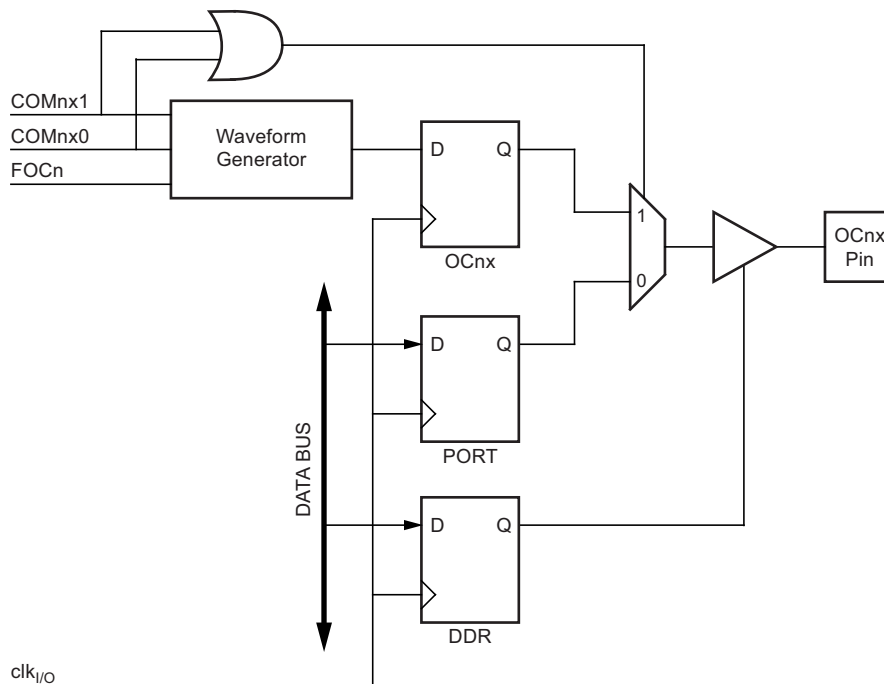 COMnx1
COMnx0
FOCn
Waveform
Generator
D
Q
OCnx
1
0
OCnx
Pin
D
Q
PORT
DATA BUS
D
Q
DDR
clkI/O